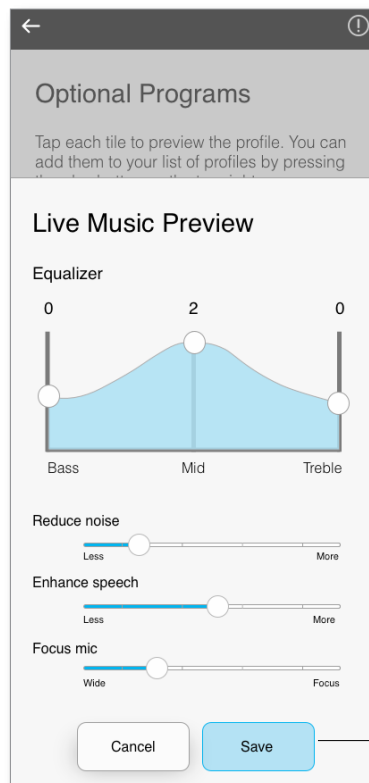 Optional Programs
Tap each tile to preview the profile. You can
add them to your list of profiles by pressing
Live Music Preview
Equalizer
0 2 0
Bass Mid Treble
Reduce noise
Less More
Enhance speech
Less More
Focus mic
Wide Focus
Cancel Save